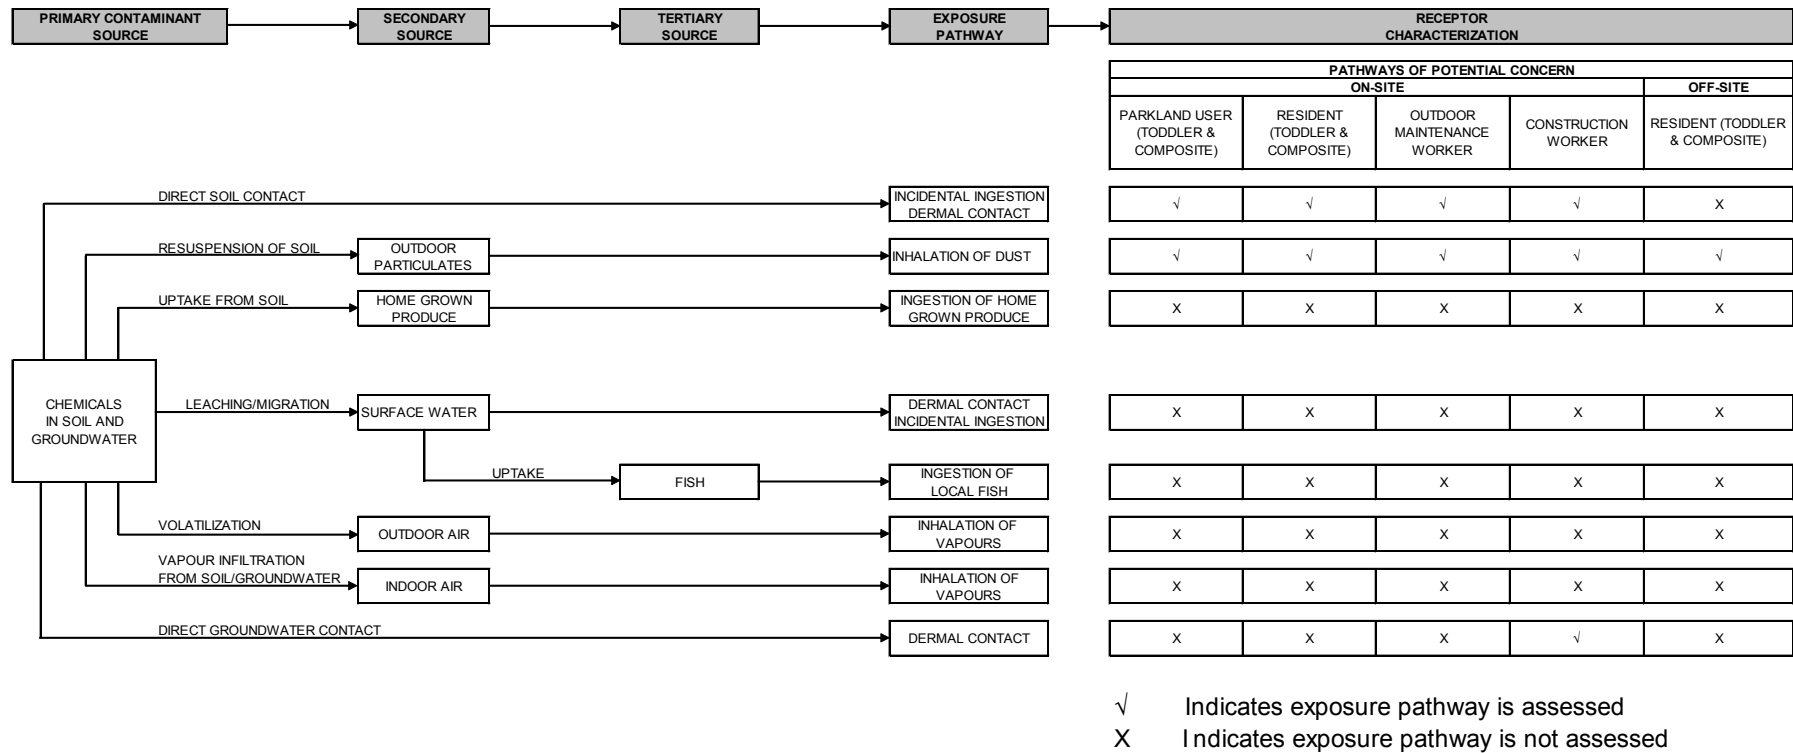 PRIMARY CONTAMINANT
SOURCE
SECONDARY
SOURCE
TERTIARY
SOURCE
EXPOSURE
PATHWAY
RECEPTOR
CHARACTERIZATION
PATHWAYS OF POTENTIAL CONCERN
ON-SITE
OFF-SITE
PARKLAND USER
(TODDLER &
COMPOSITE)
RESIDENT
(TODDLER &
COMPOSITE)
OUTDOOR
MAINTENANCE
WORKER
CONSTRUCTION
WORKER
RESIDENT (TODDLER
& COMPOSITE)
DIRECT SOIL CONTACT
INCIDENTAL INGESTION
DERMAL CONTACT
√ √ √ √ X
RESUSPENSION OF SOIL
OUTDOOR
PARTICULATES
INHALATION OF DUST
√ √ √ √ √
UPTAKE FROM SOIL
HOME GROWN
PRODUCE
INGESTION OF HOME
GROWN PRODUCE
X X X X X
CHEMICALS
IN SOIL AND
GROUNDWATER
LEACHING/MIGRATION
SURFACE WATER
DERMAL CONTACT
INCIDENTAL INGESTION
X X X X X
UPTAKE
FISH
INGESTION OF
LOCAL FISH
X X X X X
VOLATILIZATION
OUTDOOR AIR
INHALATION OF
VAPOURS
X X X X X
VAPOUR INFILTRATION
FROM SOIL/GROUNDWATER
INDOOR AIR
INHALATION OF
VAPOURS
X X X X X
DIRECT GROUNDWATER CONTACT
DERMAL CONTACT
X X X √ X
√ Indicates exposure pathway is assessed
X Indicates exposure pathway is not assessed